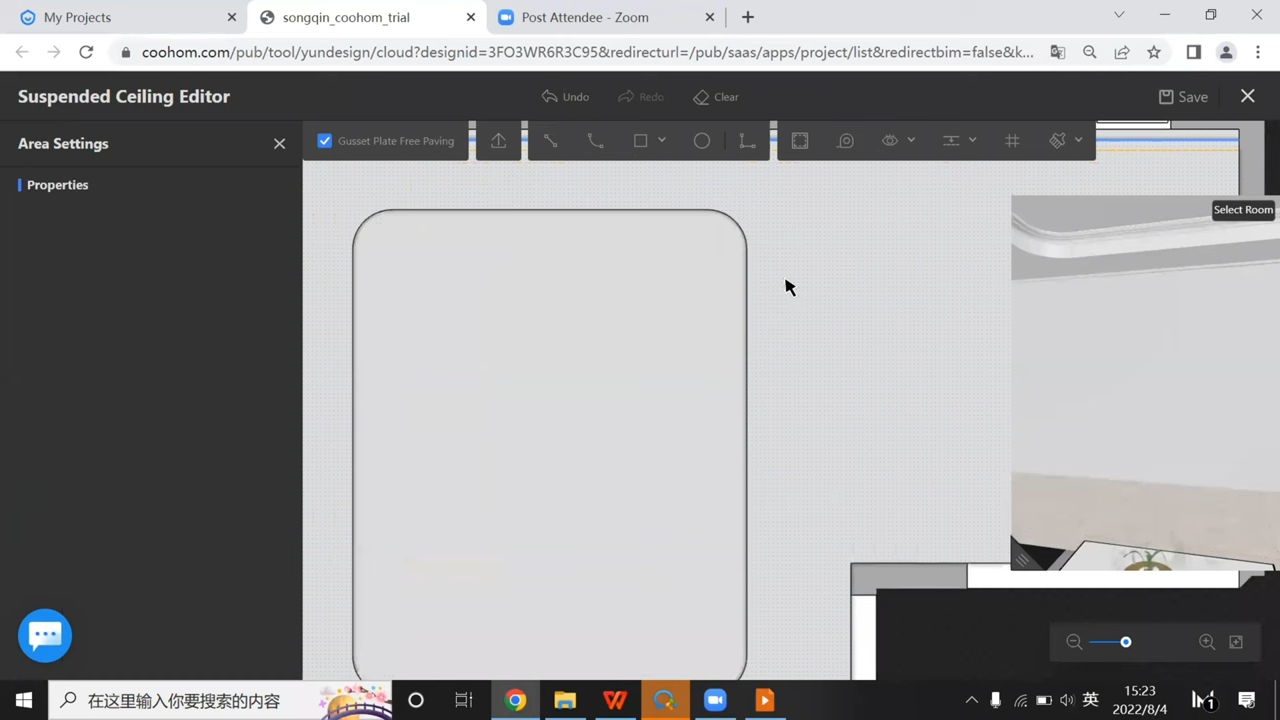 My Projects
songqin_coohom_trial
Post Attendee - Zoom
coohom.com/pub/tool/yundesign/cloud?designid=3FO3WR6R3C95&redirecturl=/pub/saas/apps/project/list&redirectbim=false&k...
Suspended Ceiling Editor
Undo
Redo
Clear
Save
Area Settings
Gusset Plate Free Paving
Properties
Select Room
在这里输入你要搜索的内容
英
15:23
2022/8/4
1